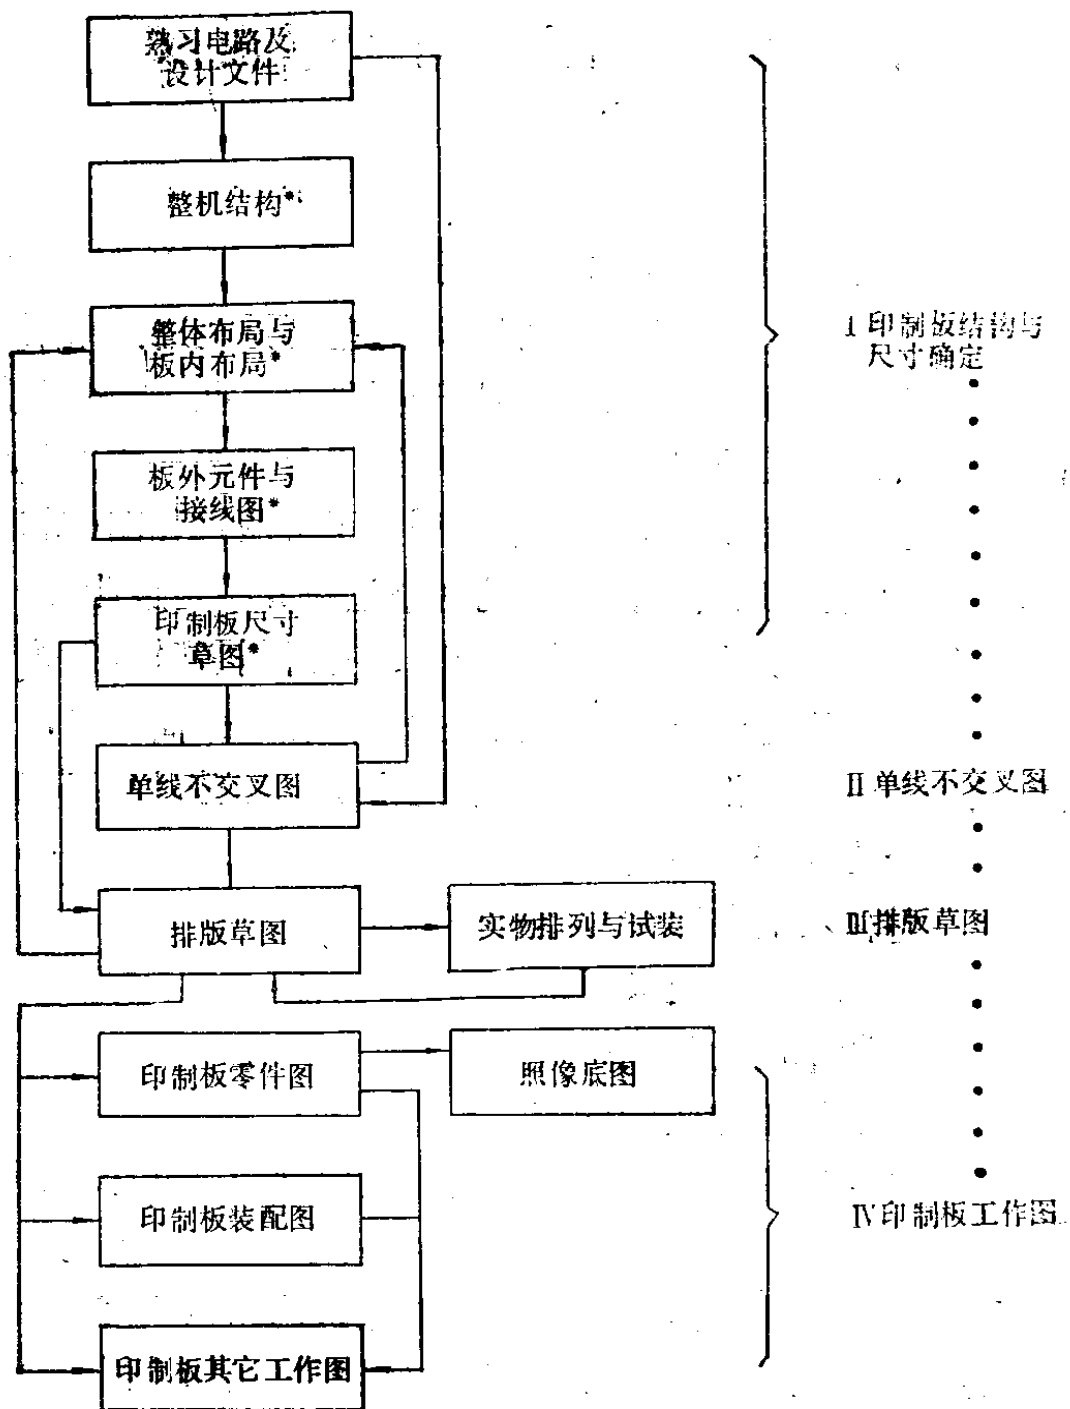 熟习电路及
设计文件
整机结构*
整体布局与
板内布局*
板外元件与
接线图*
印制板尺寸
草图*
单线不交叉图
排版草图
实物排列与试装
印制板零件图
照像底图
印制板装配图
印制板其它工作图
I 印制板结构与
尺寸确定
II 单线不交叉图
III 排版草图
IV 印制板工作图